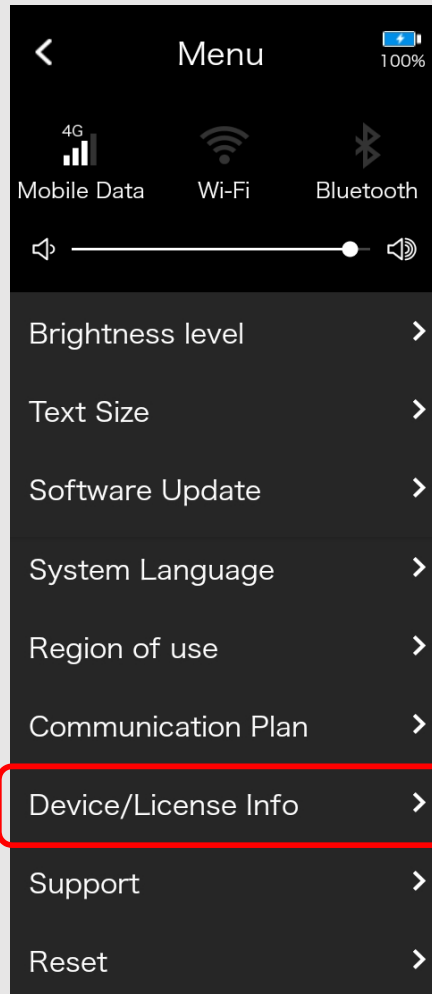 Menu
100%
4G
Mobile Data Wi-Fi Bluetooth
Brightness level
Text Size
Software Update
System Language
Region of use
Communication Plan
Device/License Info
Support
Reset